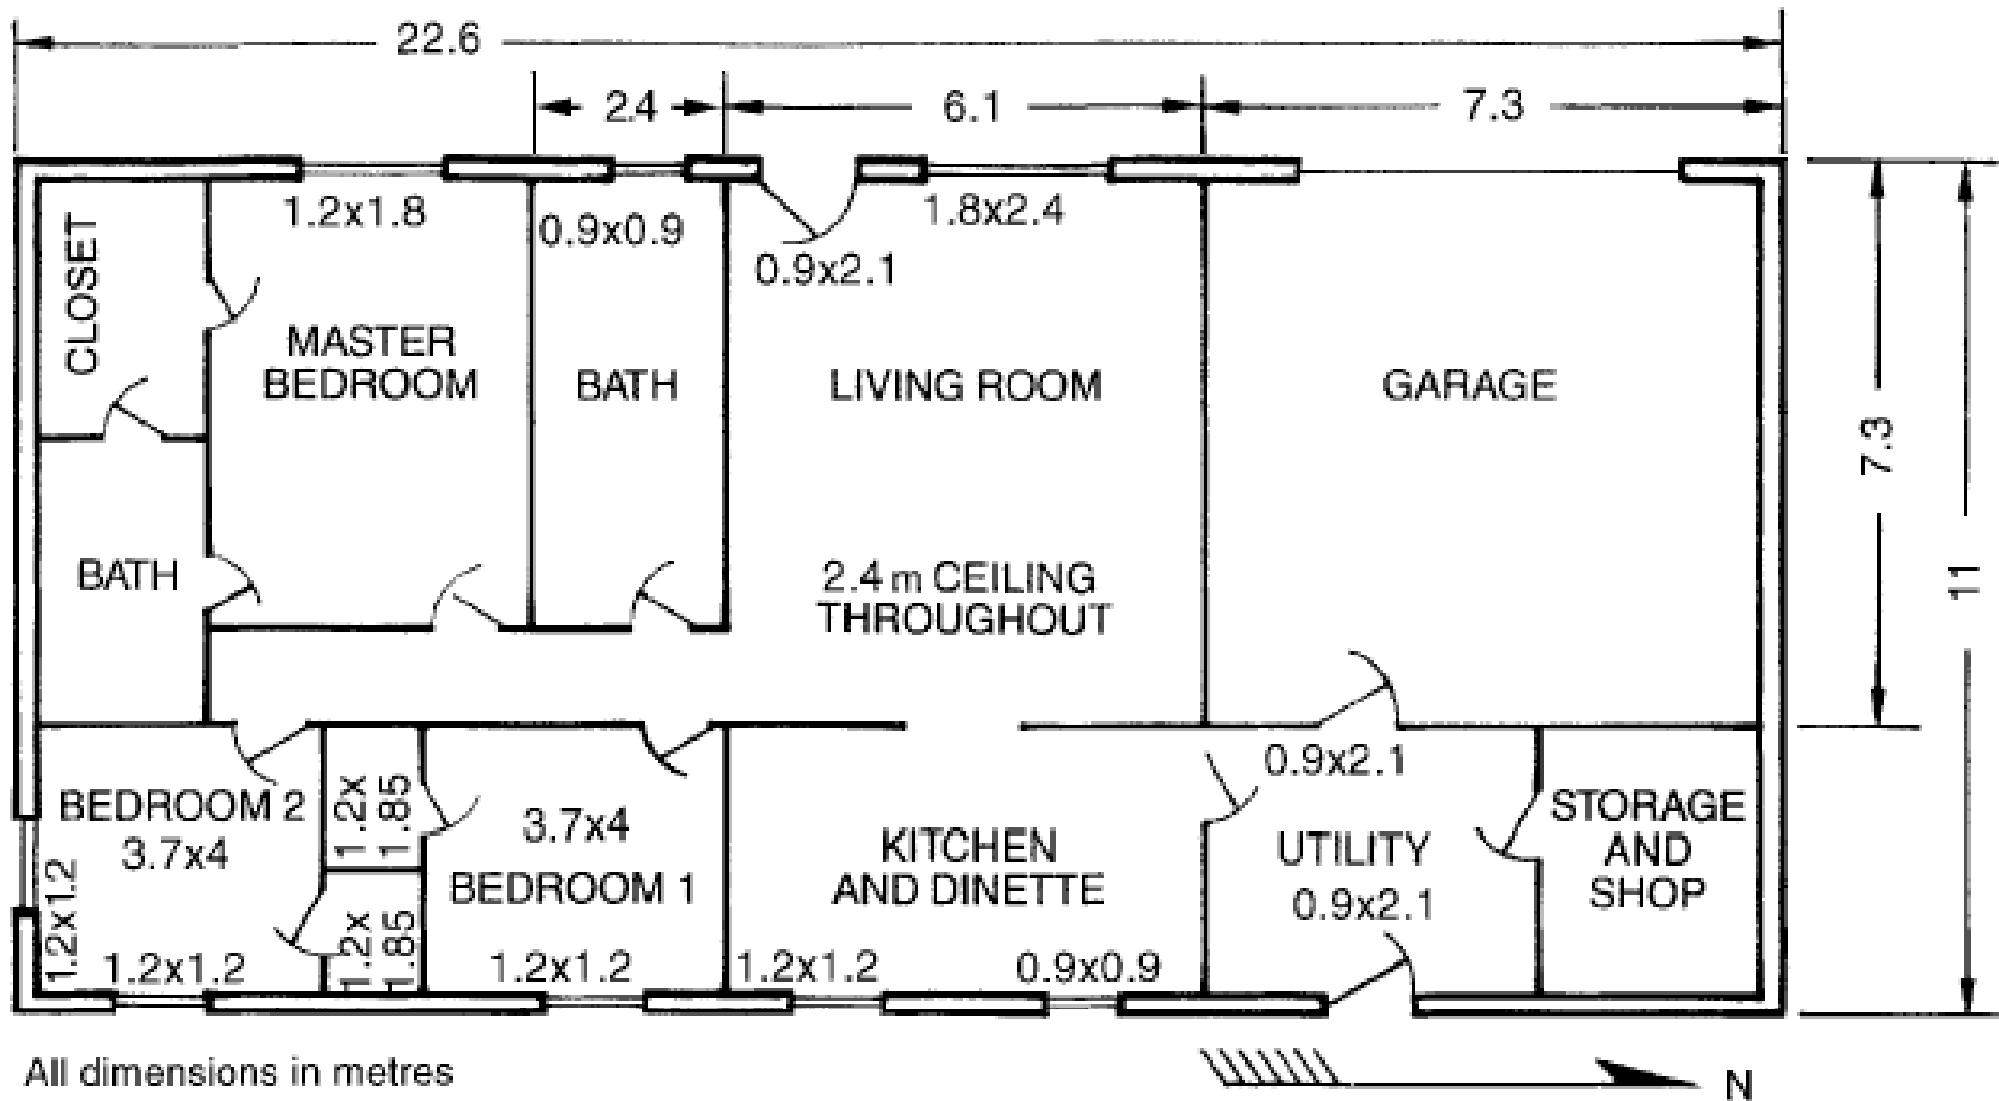 22.6
2.4
6.1
7.3
1.2x1.8
0.9x0.9
1.8x2.4
0.9x2.1
CLOSET
MASTER
BEDROOM
BATH
LIVING ROOM
GARAGE
7.3
11
BATH
2.4 m CEILING
THROUGHOUT
0.9x2.1
BEDROOM 2
3.7x4
1.2x
1.85
3.7x4
BEDROOM 1
KITCHEN
AND DINETTE
UTILITY
0.9x2.1
STORAGE
AND
SHOP
1.2x1.2
1.2x1.2
1.2x
1.85
1.2x1.2
1.2x1.2
0.9x0.9
All dimensions in metres
N